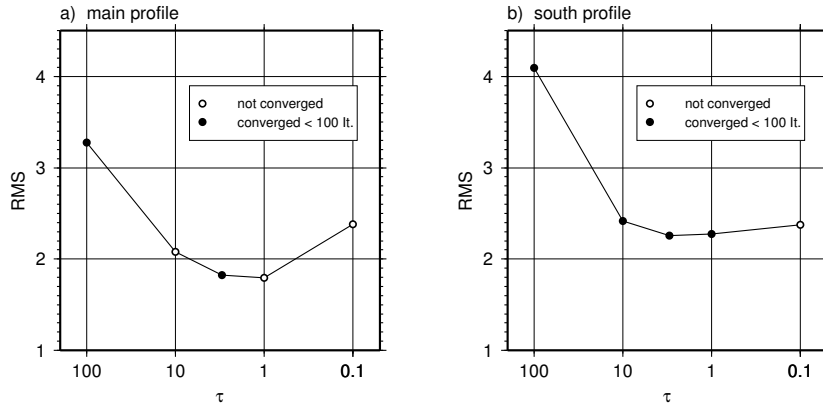 a) main profile
4
3
2
1
RMS
not converged
converged < 100 It.
100 10 1 0.1
τ
b) south profile
4
3
2
1
RMS
not converged
converged < 100 It.
100 10 1 0.1
τ